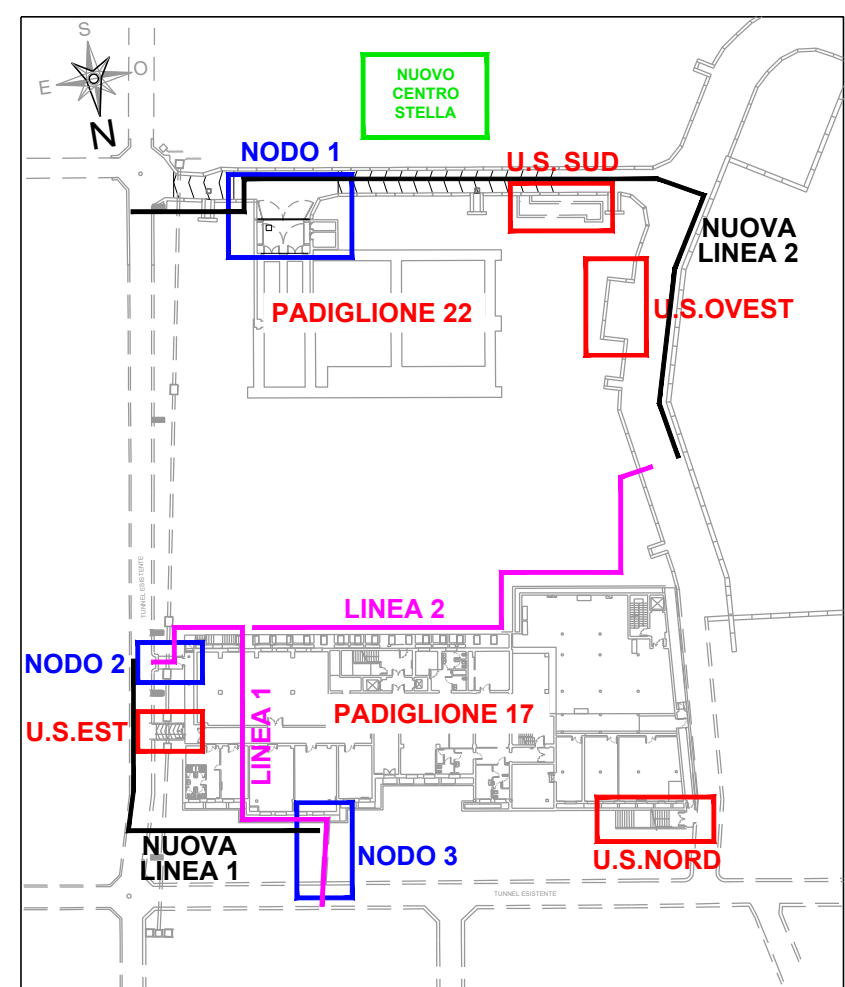 S
E
O
N
NUOVO
CENTRO
STELLA
NODO 1
U.S. SUD
NUOVA
LINEA 2
PADIGLIONE 22
U.S.OVEST
TUNNEL ESISTENTE
LINEA 2
NODO 2
LINEA 1
PADIGLIONE 17
U.S.EST
NUOVA
LINEA 1
NODO 3
U.S.NORD
TUNNEL ESISTENTE